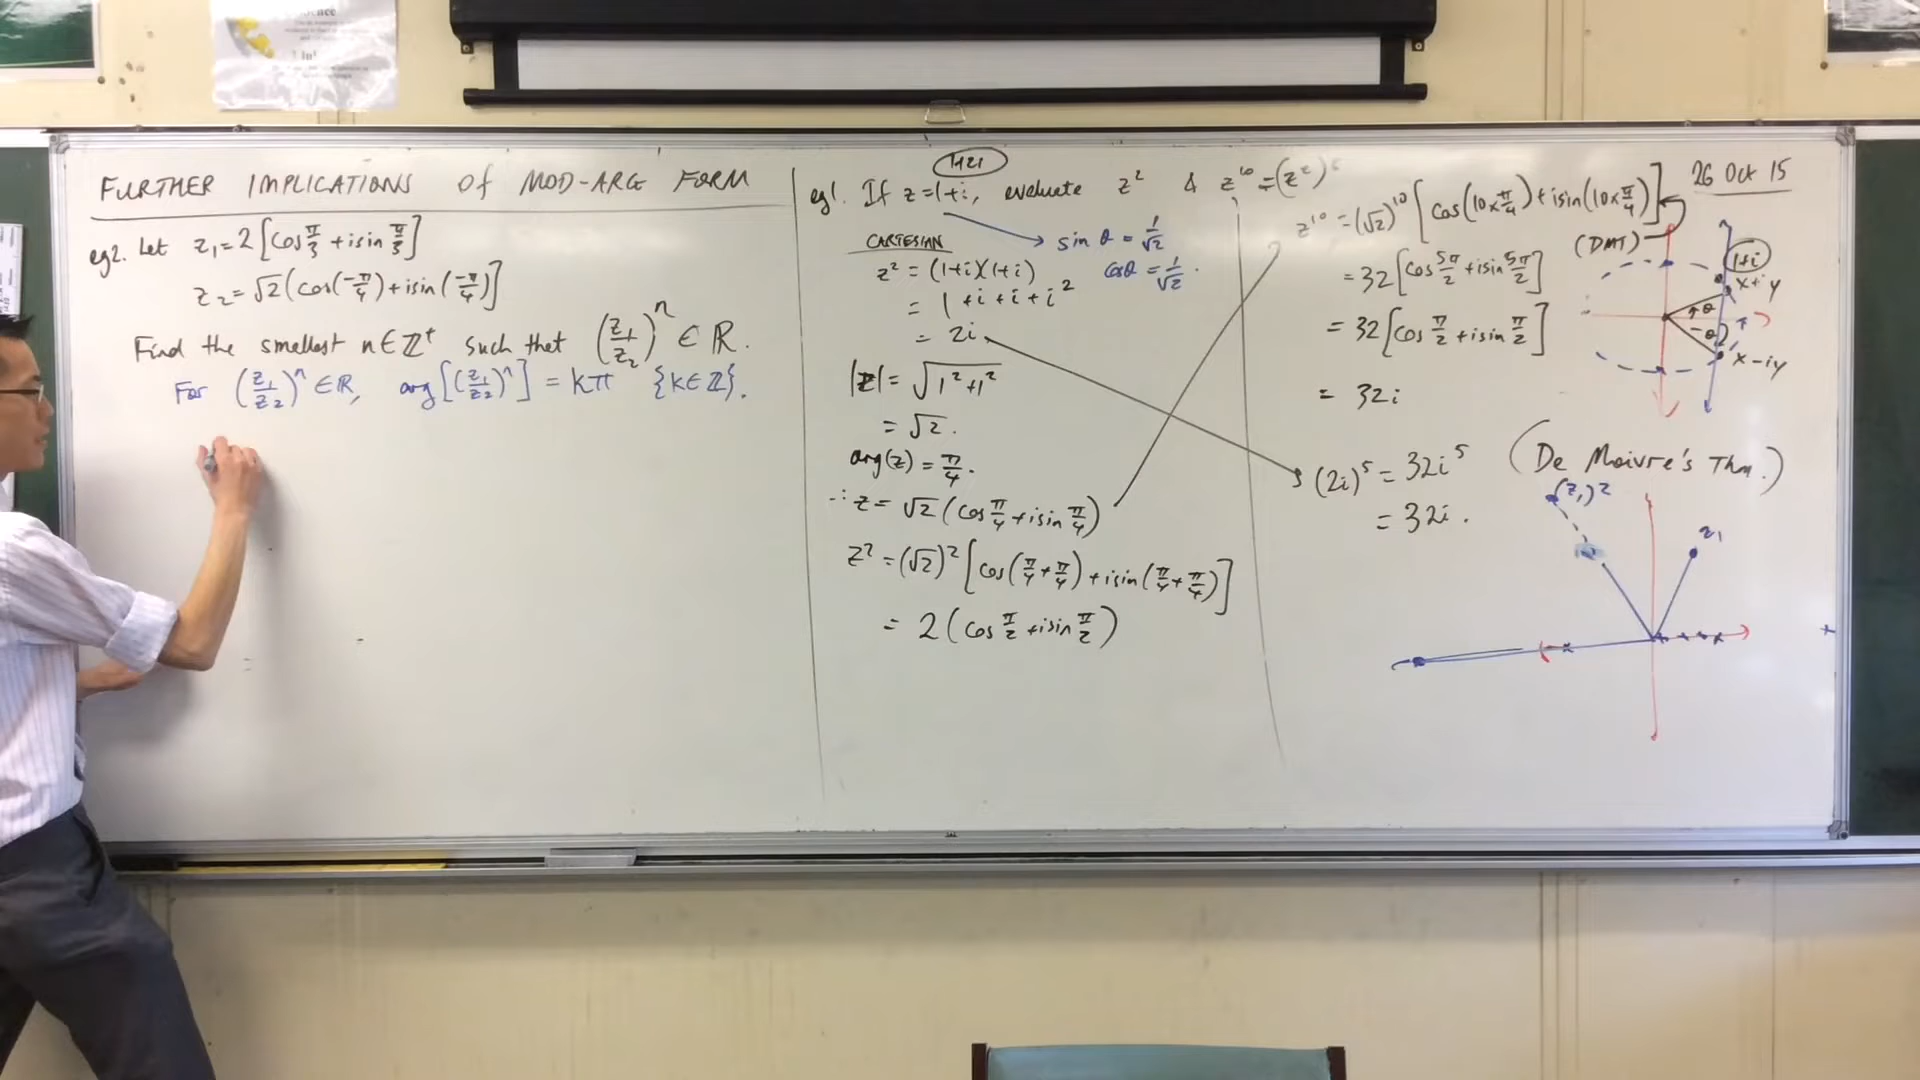 FURTHER IMPLICATIONS of MOD-ARG FORM
eg2. Let z₁ = 2[cos π/3 + isin π/3]
z₂ = √2(cos(-π/4) + isin(-π/4)]
Find the smallest n∈ℤ⁺ such that (z₁/z₂)ⁿ ∈ ℝ.
For (z₁/z₂)ⁿ ∈ ℝ, arg[(z₁/z₂)ⁿ] = kπ {k∈ℤ}.
1421
eg1. If z=1+i, evaluate z² & z¹⁰ = (z²)⁵
sin θ = 1/√2
cosθ = 1/√2.
CARTESIAN
z² = (1+i)(1+i)
= 1 + i + i + i²
= 2i
|z| = √(1²+1²)
= √2.
arg(z) = π/4.
∴ z = √2(cos π/4 + isin π/4)
z² = (√2)²[cos(π/4+π/4) + isin(π/4+π/4)]
= 2(cos π/2 + isin π/2)
26 Oct 15
z¹⁰ = (√2)¹⁰[cos(10×π/4) + isin(10×π/4)]
(DMT)
= 32[cos 5π/2 + isin 5π/2]
= 32[cos π/2 + isin π/2]
= 32i
(2i)⁵ = 32i⁵
= 32i.
1+i
x+iy
θ
-θ
x-iy
(De Moivre's Thm.)
(z₁)²
z₁